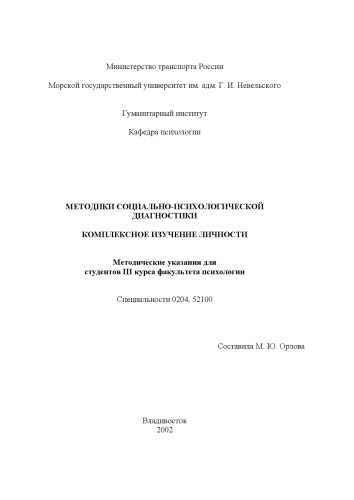 Министерство транспорта России
Морской государственный университет им. адм. Г. И. Невельского
Гуманитарный институт
Кафедра психологии
МЕТОДИКИ СОЦИАЛЬНО-ПСИХОЛОГИЧЕСКОЙ
ДИАГНОСТИКИ
КОМПЛЕКСНОЕ ИЗУЧЕНИЕ ЛИЧНОСТИ
Методические указания для
студентов III курса факультета психологии
Специальности 0204, 52100
Составила М. Ю. Орлова
Владивосток
2002